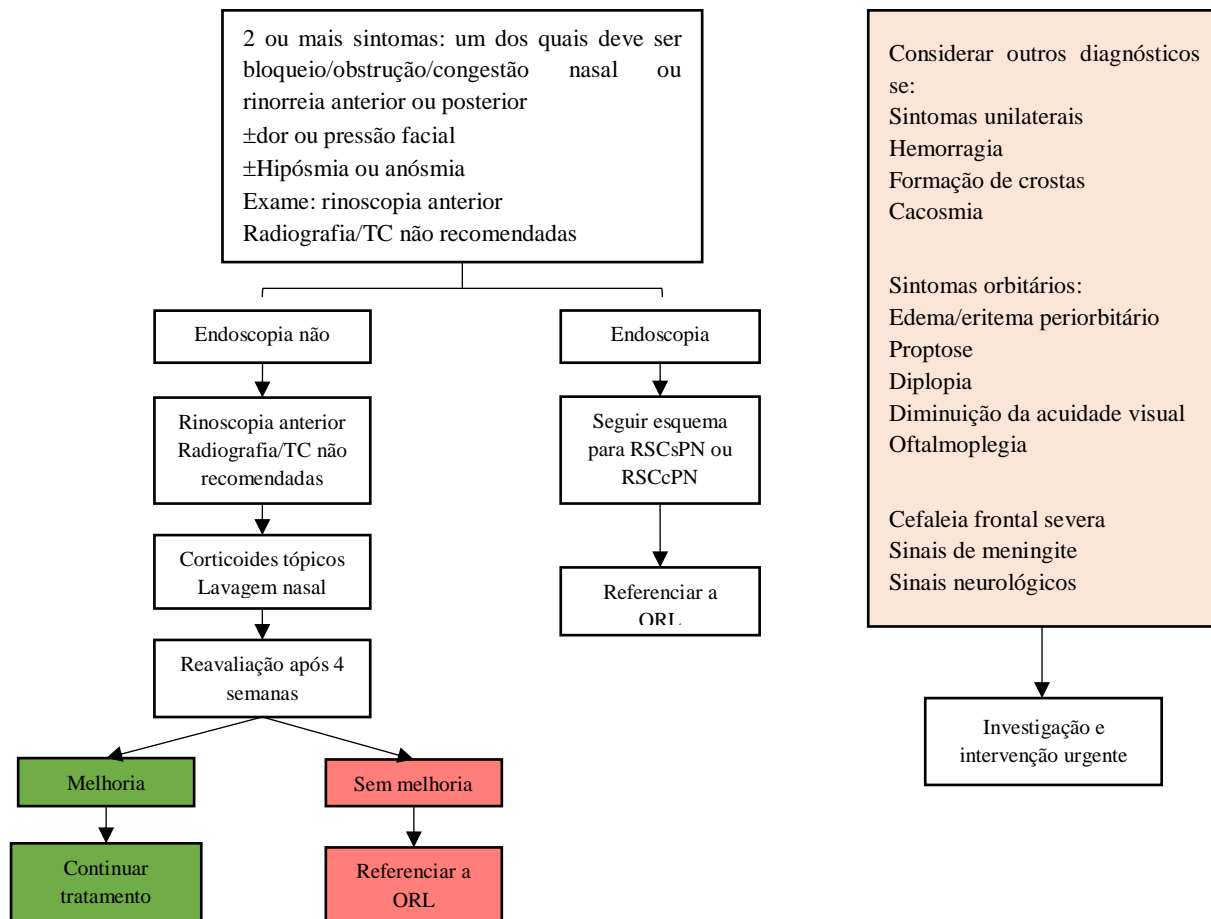 2 ou mais sintomas: um dos quais deve ser
bloqueio/obstrução/congestão nasal ou
rinorreia anterior ou posterior
±dor ou pressão facial
±Hipósmia ou anósmia
Exame: rinoscopia anterior
Radiografia/TC não recomendadas
Endoscopia não
Rinoscopia anterior
Radiografia/TC não
recomendadas
Corticoides tópicos
Lavagem nasal
Reavaliação após 4
semanas
Melhoria
Continuar
tratamento
Sem melhoria
Referenciar a
ORL
Endoscopia
Seguir esquema
para RSCsPN ou
RSCcPN
Referenciar a
ORL
Considerar outros diagnósticos
se:
Sintomas unilaterais
Hemorragia
Formação de crostas
Cacosmia
Sintomas orbitários:
Edema/eritema periorbitário
Proptose
Diplopia
Diminuição da acuidade visual
Oftalmoplegia
Cefaleia frontal severa
Sinais de meningite
Sinais neurológicos
Investigação e
intervenção urgente